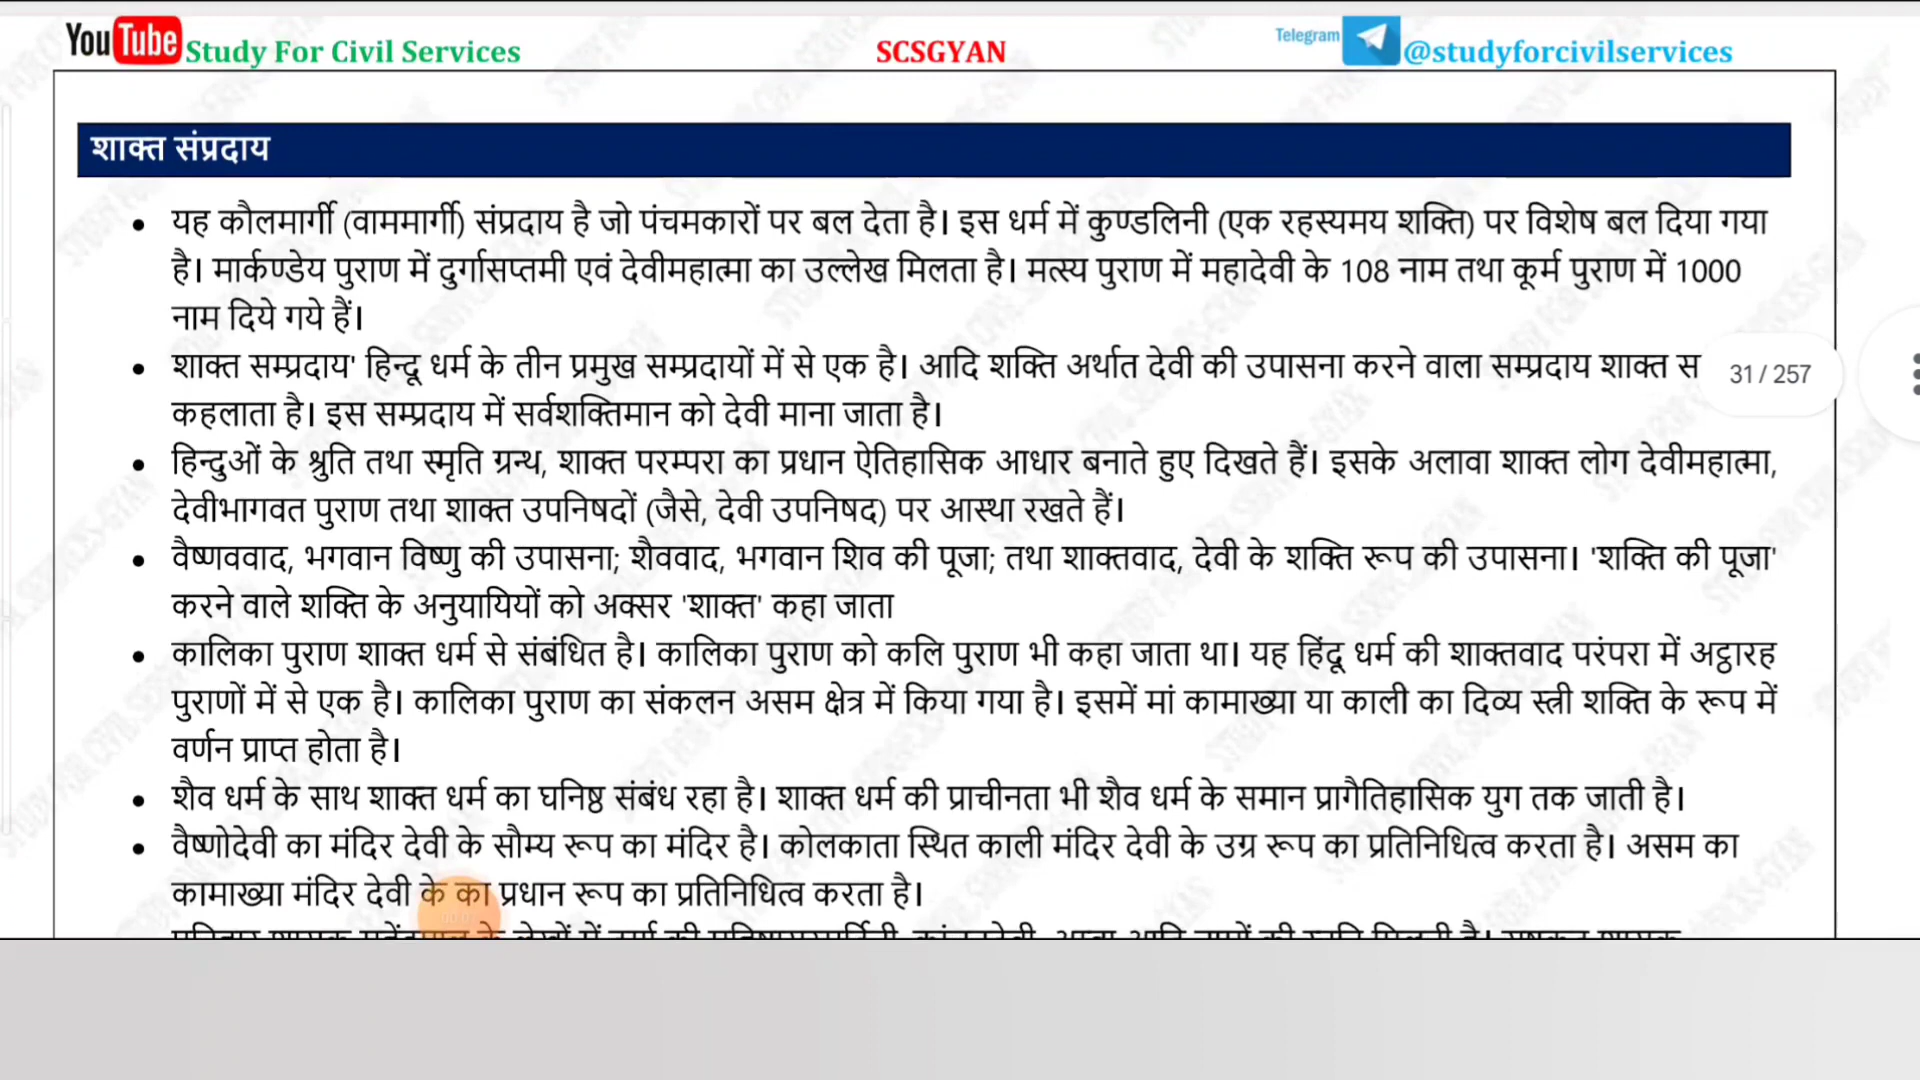 YouTube Study For Civil Services SCSGYAN Telegram @studyforcivilservices
शाक्त संप्रदाय
• यह कौलमार्गी (वाममार्गी) संप्रदाय है जो पंचमकारों पर बल देता है। इस धर्म में कुण्डलिनी (एक रहस्यमय शक्ति) पर विशेष बल दिया गया
है। मार्कण्डेय पुराण में दुर्गासप्तमी एवं देवीमहात्मा का उल्लेख मिलता है। मत्स्य पुराण में महादेवी के 108 नाम तथा कूर्म पुराण में 1000
नाम दिये गये हैं।
• शाक्त सम्प्रदाय' हिन्दू धर्म के तीन प्रमुख सम्प्रदायों में से एक है। आदि शक्ति अर्थात देवी की उपासना करने वाला सम्प्रदाय शाक्त स
31 / 257
कहलाता है। इस सम्प्रदाय में सर्वशक्तिमान को देवी माना जाता है।
• हिन्दुओं के श्रुति तथा स्मृति ग्रन्थ, शाक्त परम्परा का प्रधान ऐतिहासिक आधार बनाते हुए दिखते हैं। इसके अलावा शाक्त लोग देवीमहात्मा,
देवीभागवत पुराण तथा शाक्त उपनिषदों (जैसे, देवी उपनिषद) पर आस्था रखते हैं।
• वैष्णववाद, भगवान विष्णु की उपासना; शैववाद, भगवान शिव की पूजा; तथा शाक्तवाद, देवी के शक्ति रूप की उपासना। 'शक्ति की पूजा'
करने वाले शक्ति के अनुयायियों को अक्सर 'शाक्त' कहा जाता
• कालिका पुराण शाक्त धर्म से संबंधित है। कालिका पुराण को कलि पुराण भी कहा जाता था। यह हिंदू धर्म की शाक्तवाद परंपरा में अट्ठारह
पुराणों में से एक है। कालिका पुराण का संकलन असम क्षेत्र में किया गया है। इसमें मां कामाख्या या काली का दिव्य स्त्री शक्ति के रूप में
वर्णन प्राप्त होता है।
• शैव धर्म के साथ शाक्त धर्म का घनिष्ठ संबंध रहा है। शाक्त धर्म की प्राचीनता भी शैव धर्म के समान प्रागैतिहासिक युग तक जाती है।
• वैष्णोदेवी का मंदिर देवी के सौम्य रूप का मंदिर है। कोलकाता स्थित काली मंदिर देवी के उग्र रूप का प्रतिनिधित्व करता है। असम का
कामाख्या मंदिर देवी के का प्रधान रूप का प्रतिनिधित्व करता है।